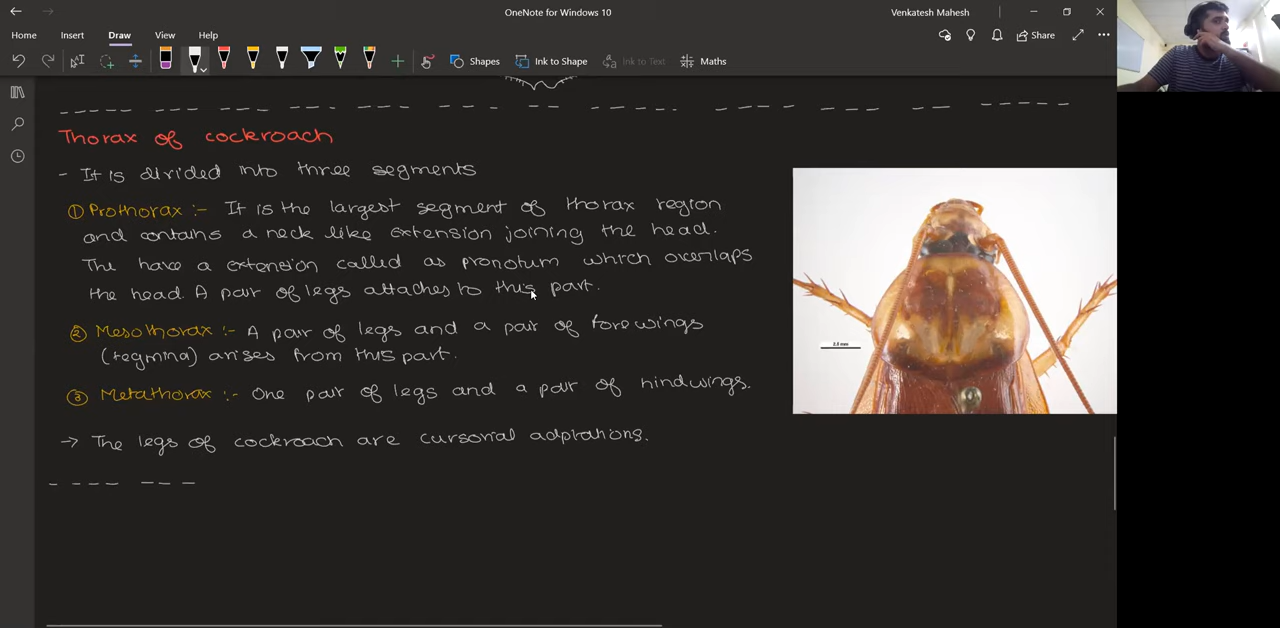 OneNote for Windows 10
Venkatesh Mahesh
Home Insert Draw View Help
Share
Shapes Ink to Shape Ink to Text Maths
Thorax of cockroach
- It is divided into three segments
① Prothorax :- It is the largest segment of thorax region
and contains a neck like extension joining the head.
The have a extension called as pronotum which overlaps
the head. A pair of legs attaches to this part.
② Mesothorax :- A pair of legs and a pair of forewings
(tegmina) arises from this part.
③ Metathorax :- One pair of legs and a pair of hindwings.
→ The legs of cockroach are cursorial adptations.
2.5 mm